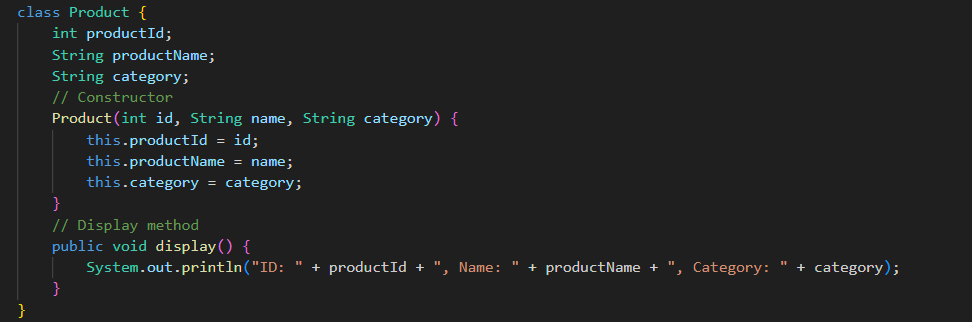 class Product {
    int productId;
    String productName;
    String category;
    // Constructor
    Product(int id, String name, String category) {
        this.productId = id;
        this.productName = name;
        this.category = category;
    }
    // Display method
    public void display() {
        System.out.println("ID: " + productId + ", Name: " + productName + ", Category: " + category);
    }
}